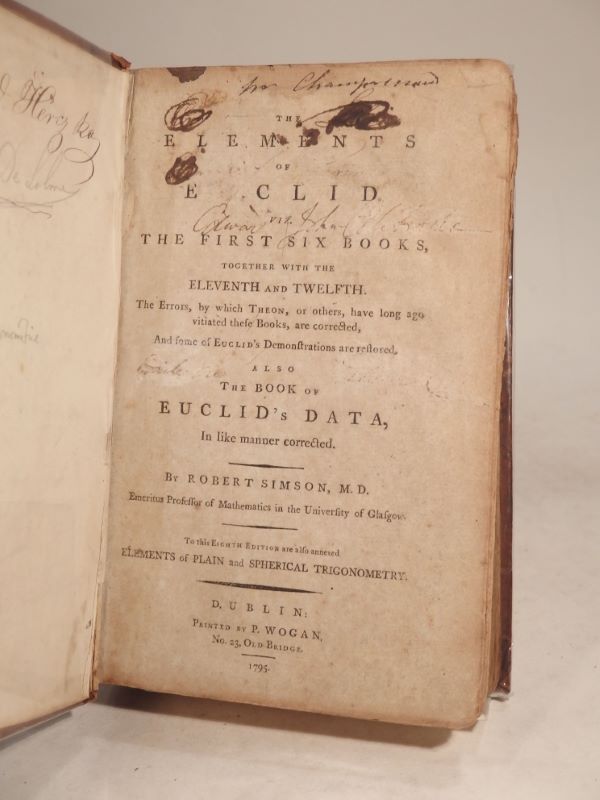 THE
ELEMENTS
OF
E CLID.
VIZ.
THE FIRST SIX BOOKS,
TOGETHER WITH THE
ELEVENTH AND TWELFTH.
The Errors, by which THEON, or others, have long ago
vitiated theſe Books, are corrected,
And ſome of EUCLID's Demonſtrations are reſtored,
ALSO
THE BOOK OF
EUCLID's DATA,
In like manner corrected.
BY ROBERT SIMSON, M.D.
Emeritus Profeſſor of Mathematics in the Univerſity of Glaſgow.
To this EIGHTH EDITION are alſo annexed
ELEMENTS of PLAIN and SPHERICAL TRIGONOMETRY.
DUBLIN:
PRINTED BY P. WOGAN,
No. 23, OLD BRIDGE.
1795.